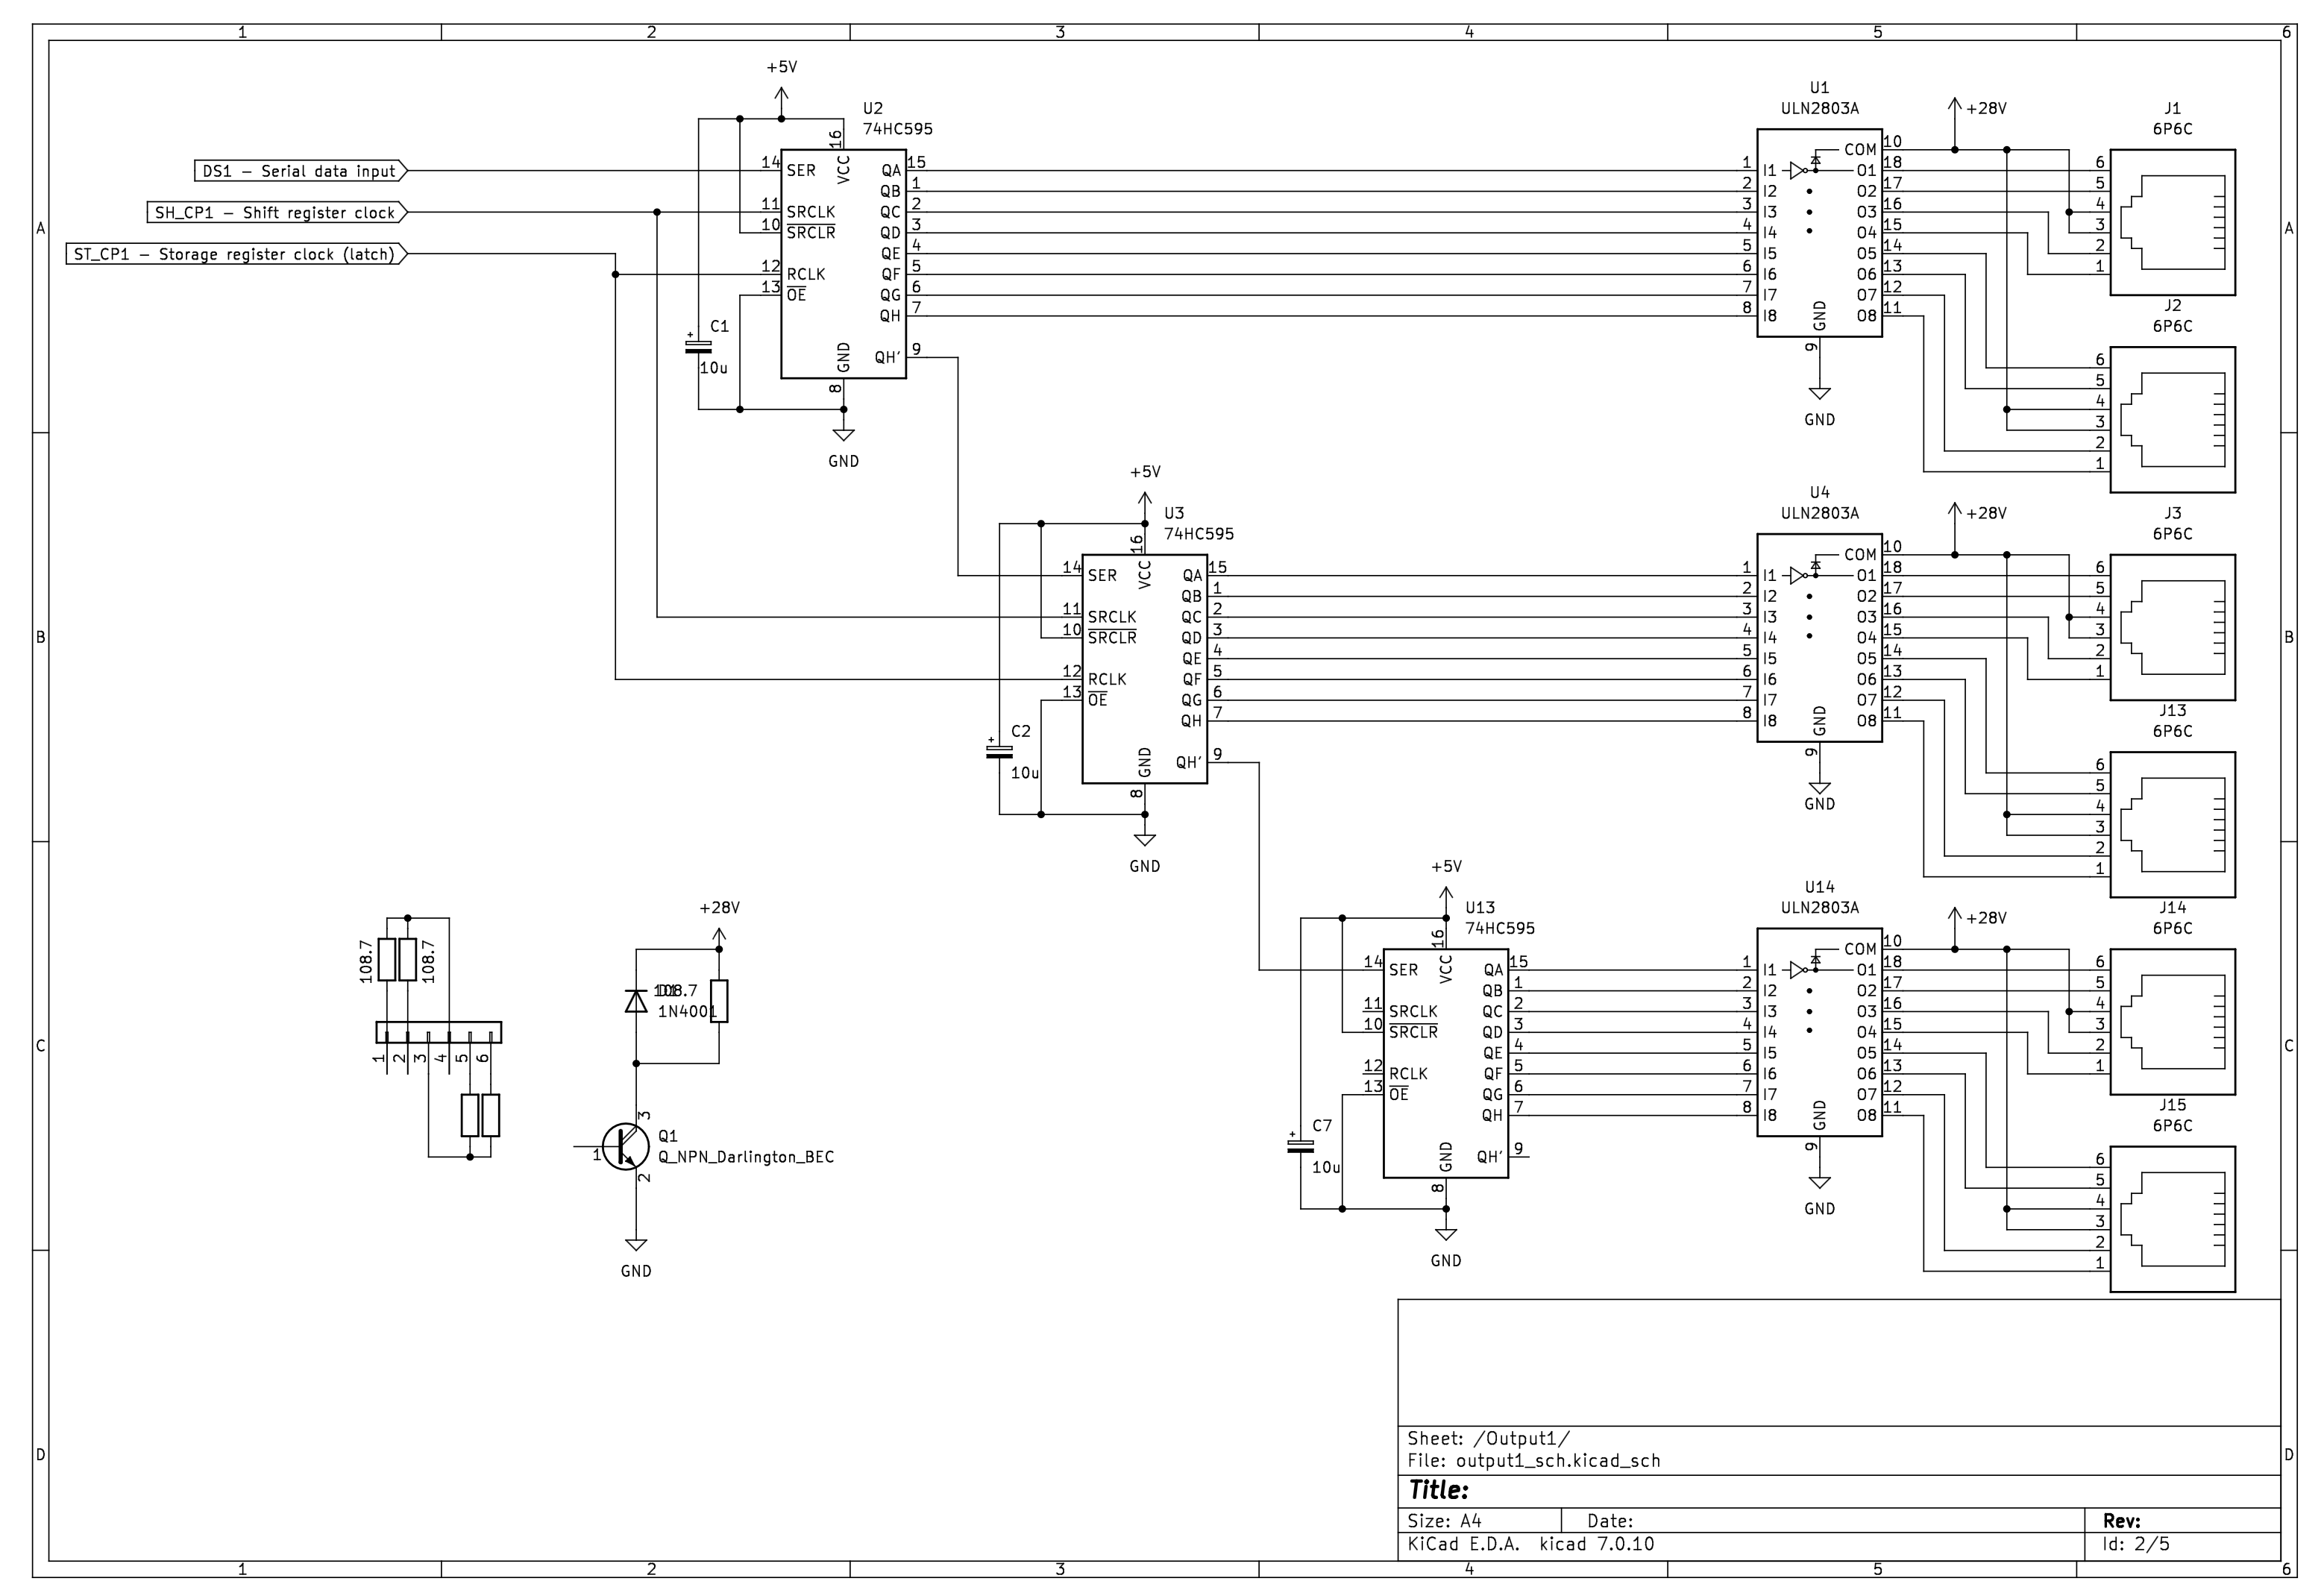 1 2 3 4 5 6
A
B
C
D
A
B
C
D
DS1 – Serial data input
SH_CP1 – Shift register clock
ST_CP1 – Storage register clock (latch)
+5V
U2
74HC595
16
VCC
14 SER
11 SRCLK
10 SRCLR
12 RCLK
13 OE
QA 15
QB 1
QC 2
QD 3
QE 4
QF 5
QG 6
QH 7
QH' 9
GND
8
C1
10u
GND
U1
ULN2803A
1 I1
2 I2
3 I3
4 I4
5 I5
6 I6
7 I7
8 I8
COM 10
O1 18
O2 17
O3 16
O4 15
O5 14
O6 13
O7 12
O8 11
GND
9
GND
+28V
J1
6P6C
6
5
4
3
2
1
J2
6P6C
6
5
4
3
2
1
+5V
U3
74HC595
16
VCC
14 SER
11 SRCLK
10 SRCLR
12 RCLK
13 OE
QA 15
QB 1
QC 2
QD 3
QE 4
QF 5
QG 6
QH 7
QH' 9
GND
8
C2
10u
GND
U4
ULN2803A
1 I1
2 I2
3 I3
4 I4
5 I5
6 I6
7 I7
8 I8
COM 10
O1 18
O2 17
O3 16
O4 15
O5 14
O6 13
O7 12
O8 11
GND
9
GND
+28V
J3
6P6C
6
5
4
3
2
1
J13
6P6C
6
5
4
3
2
1
+5V
U13
74HC595
16
VCC
14 SER
11 SRCLK
10 SRCLR
12 RCLK
13 OE
QA 15
QB 1
QC 2
QD 3
QE 4
QF 5
QG 6
QH 7
QH' 9
GND
8
C7
10u
GND
U14
ULN2803A
1 I1
2 I2
3 I3
4 I4
5 I5
6 I6
7 I7
8 I8
COM 10
O1 18
O2 17
O3 16
O4 15
O5 14
O6 13
O7 12
O8 11
GND
9
GND
+28V
J14
6P6C
6
5
4
3
2
1
J15
6P6C
6
5
4
3
2
1
108.7
108.7
1 2 3 4 5 6
+28V
108.7
1N4001
3
Q1
1
Q_NPN_Darlington_BEC
2
GND
Sheet: /Output1/
File: output1_sch.kicad_sch
Title:
Size: A4 Date: Rev:
KiCad E.D.A. kicad 7.0.10 Id: 2/5
1 2 3 4 5 6